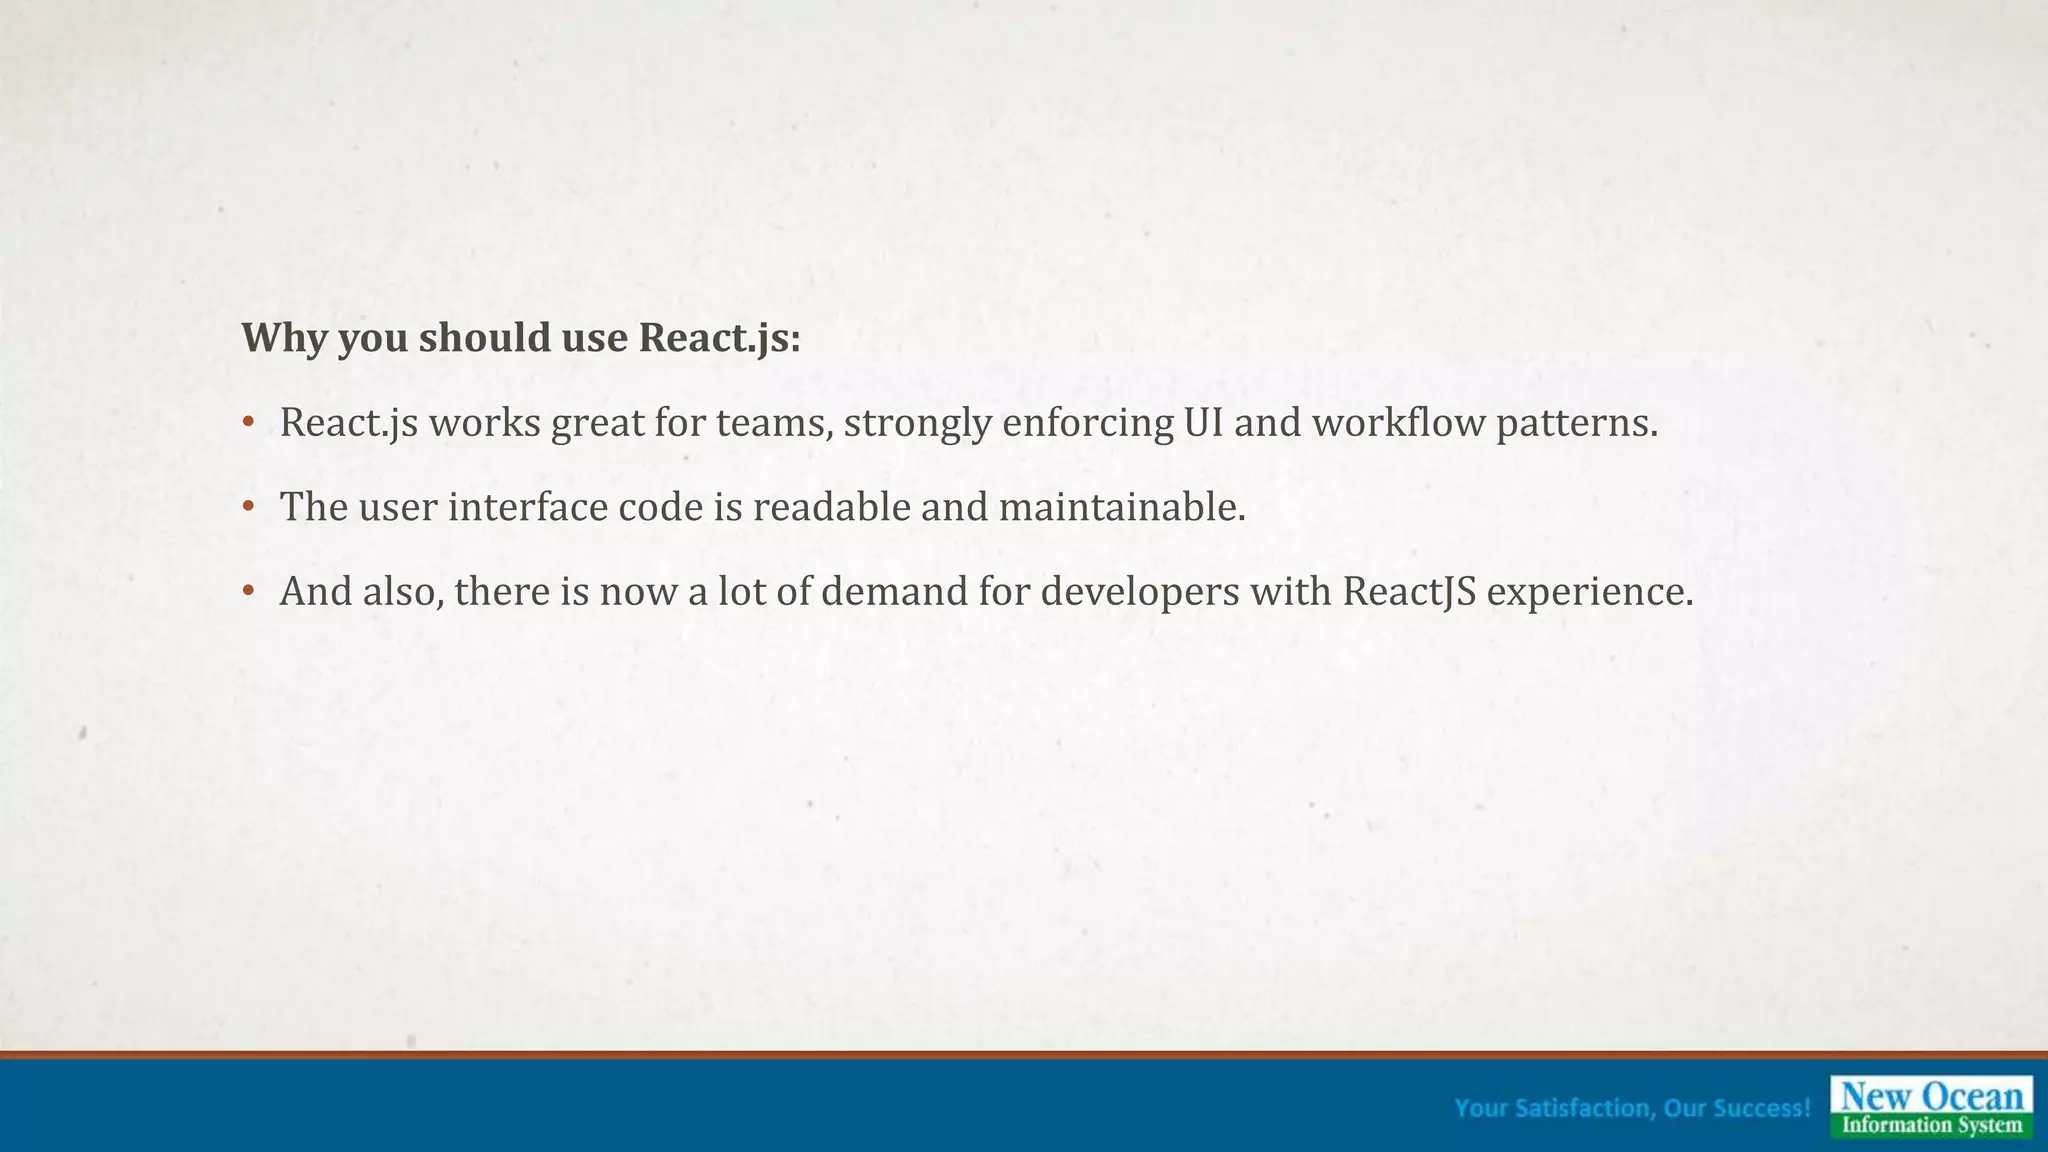 Why you should use React.js:
• React.js works great for teams, strongly enforcing UI and workflow patterns.
• The user interface code is readable and maintainable.
• And also, there is now a lot of demand for developers with ReactJS experience.
Your Satisfaction, Our Success!
New Ocean
Information System